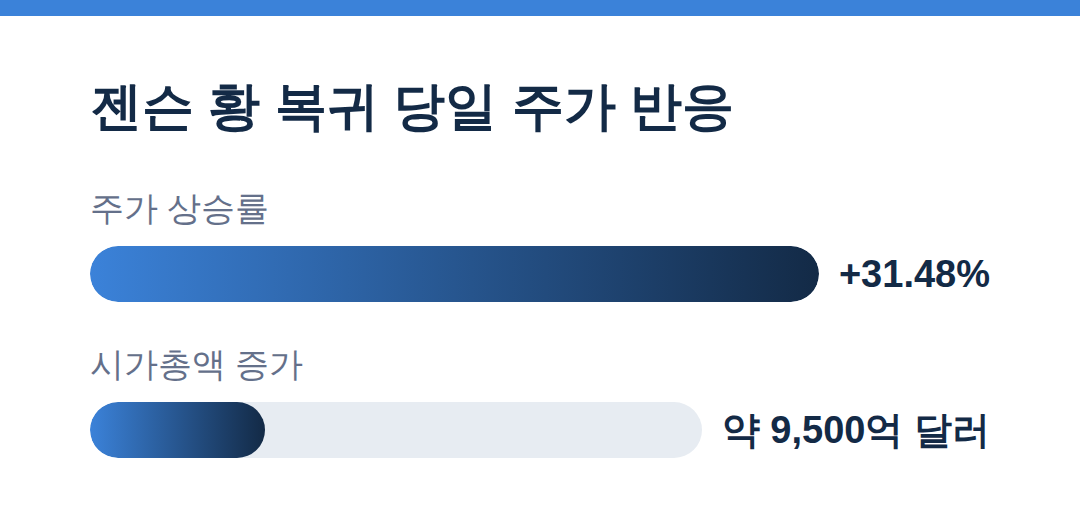 젠슨 황 복귀 당일 주가 반응
주가 상승률
+31.48%
시가총액 증가
약 9,500억 달러